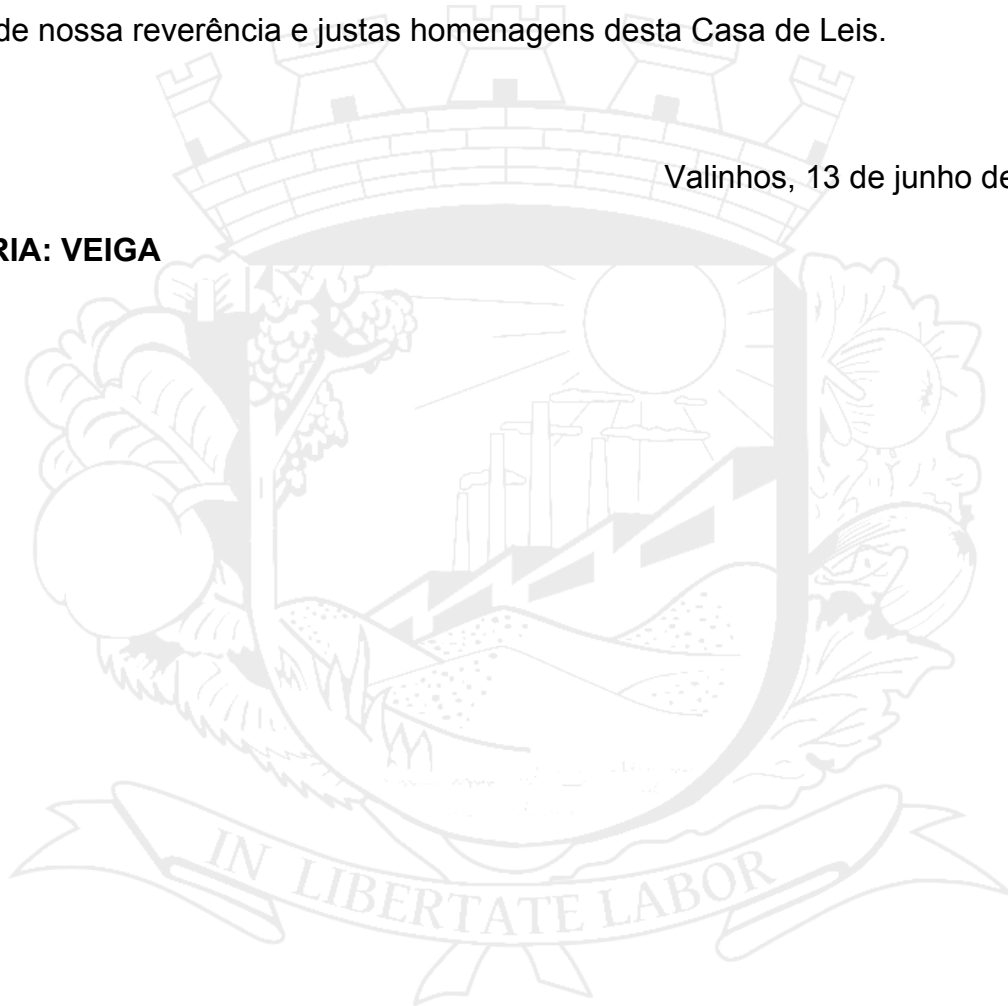 de nossa reverência e justas homenagens desta Casa de Leis.
Valinhos, 13 de junho de
RIA: VEIGA
IN LIBERTATE LABOR